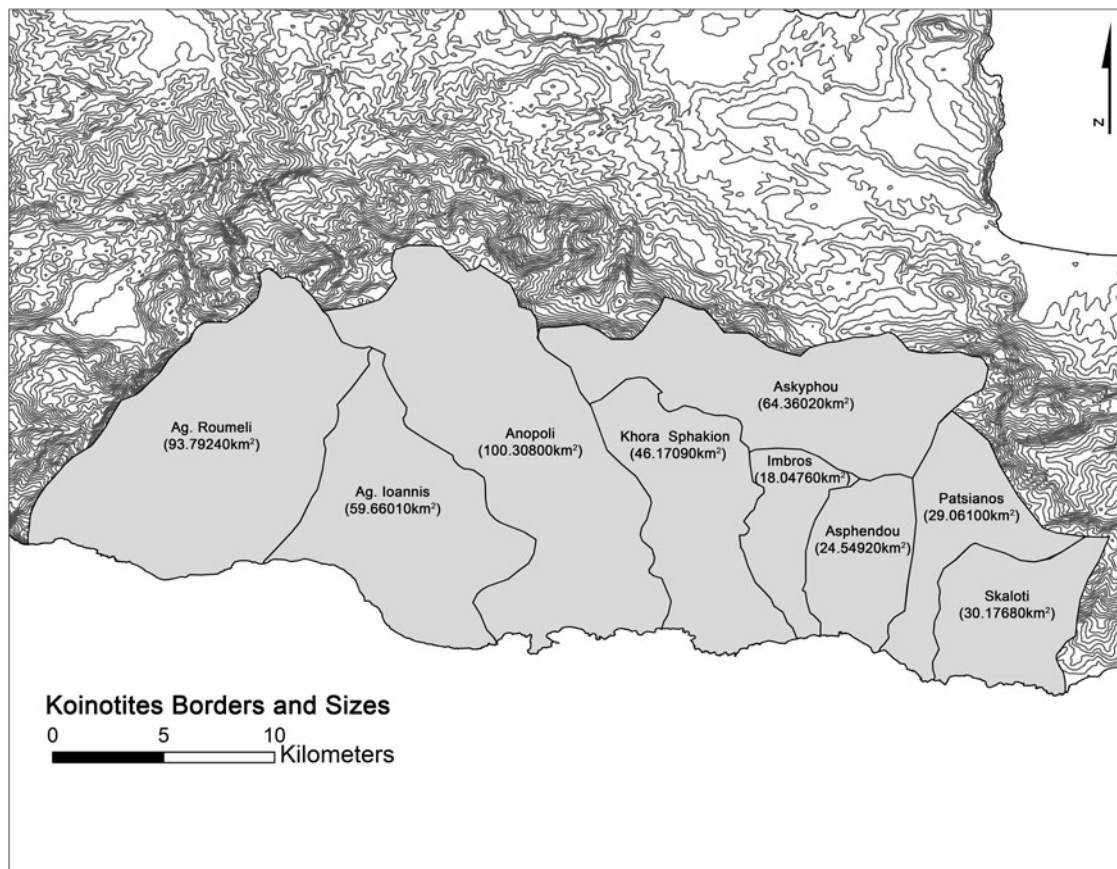 N
Askyphou
(64.36020km²)
Ag. Roumeli
(93.79240km²)
Anopoli
(100.30800km²)
Khora Sphakion
(46.17090km²)
Imbros
(18.04760km²)
Ag. Ioannis
(59.66010km²)
Patsianos
(29.06100km²)
Asphendou
(24.54920km²)
Skaloti
(30.17680km²)
Koinotites Borders and Sizes
0 5 10
Kilometers